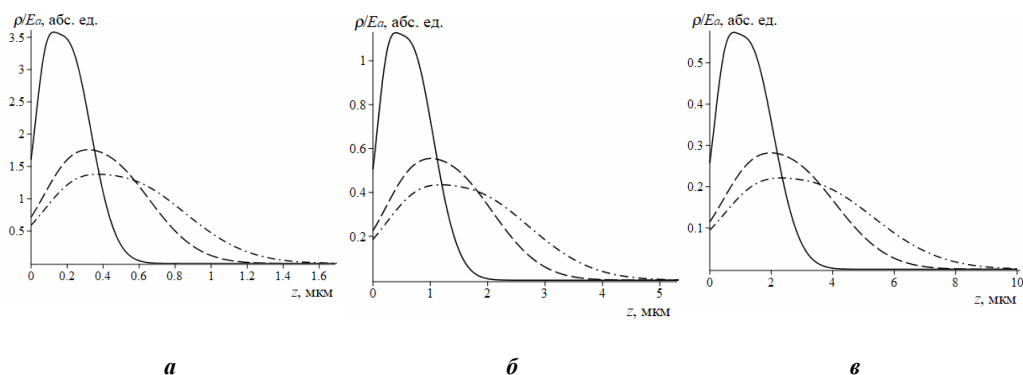 ρ/Ea, абс. ед.
3.5
3
2.5
2
1.5
1
0.5
0 0.2 0.4 0.6 0.8 1 1.2 1.4 1.6
z, мкм
а
ρ/Ea, абс. ед.
1
0.8
0.6
0.4
0.2
0 1 2 3 4 5
z, мкм
б
ρ/Ea, абс. ед.
0.5
0.4
0.3
0.2
0.1
0 2 4 6 8 10
z, мкм
в